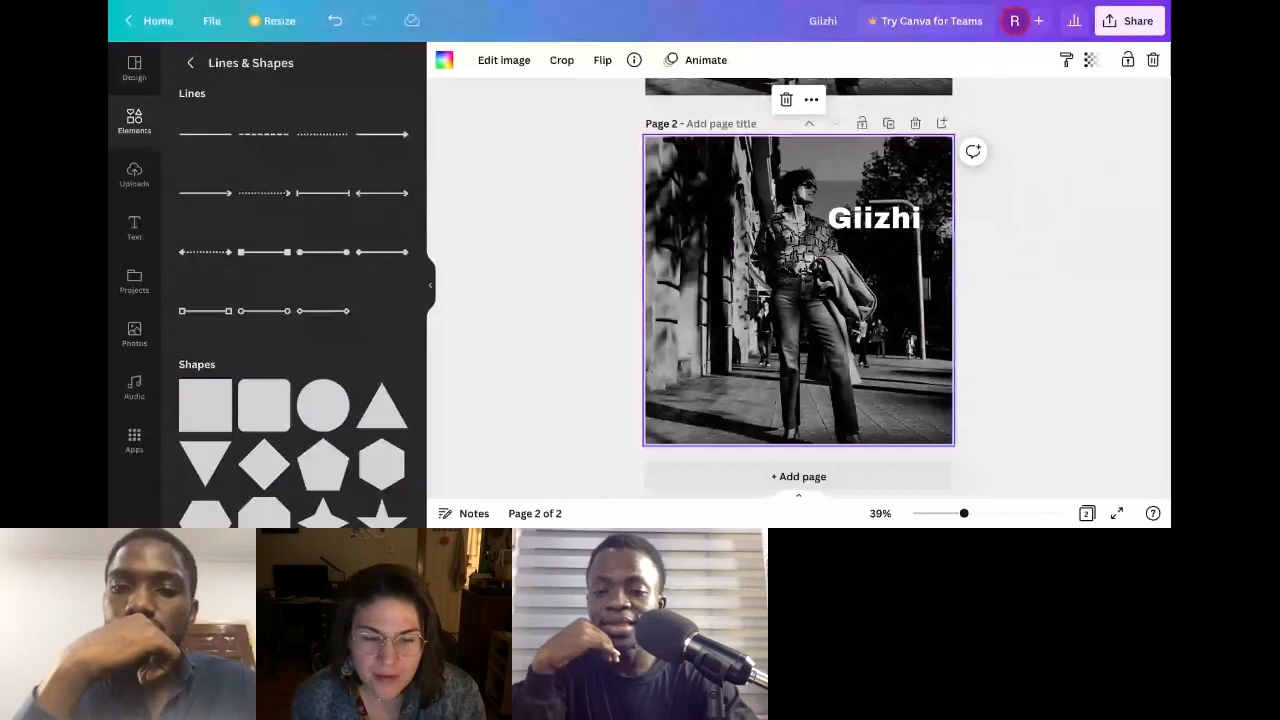 Home File Resize Giizhi Try Canva for Teams R Share
Design
Elements
Uploads
Text
Projects
Photos
Audio
Apps
Lines & Shapes
Lines
Shapes
Edit image Crop Flip Animate
Page 2 - Add page title
Giizhi
+ Add page
Notes Page 2 of 2 39% 2